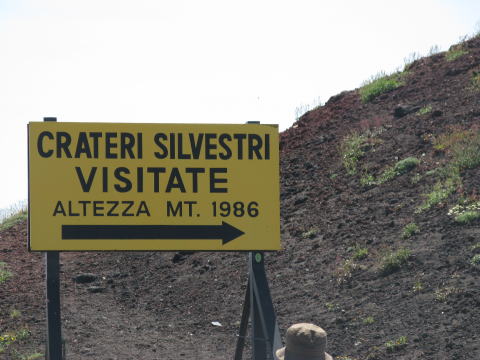 CRATERI SILVESTRI
VISITATE
ALTEZZA MT. 1986